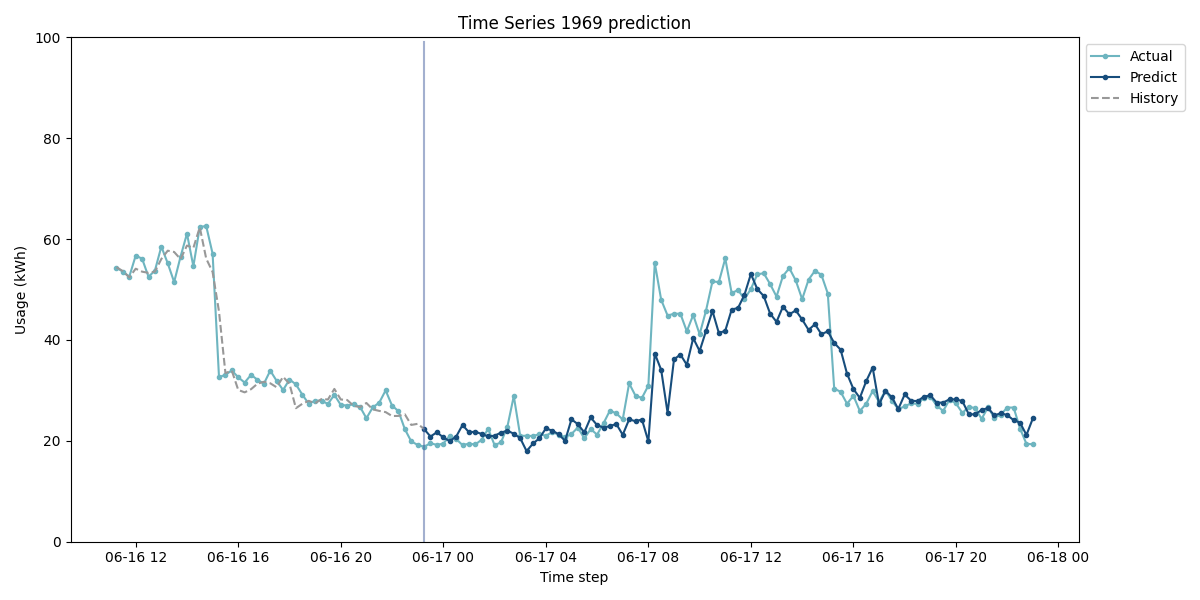 Time Series 1969 prediction
Usage (kWh)
100
80
60
40
20
0
06-16 12
06-16 16
06-16 20
06-17 00
06-17 04
06-17 08
06-17 12
06-17 16
06-17 20
06-18 00
Time step
Actual
Predict
History